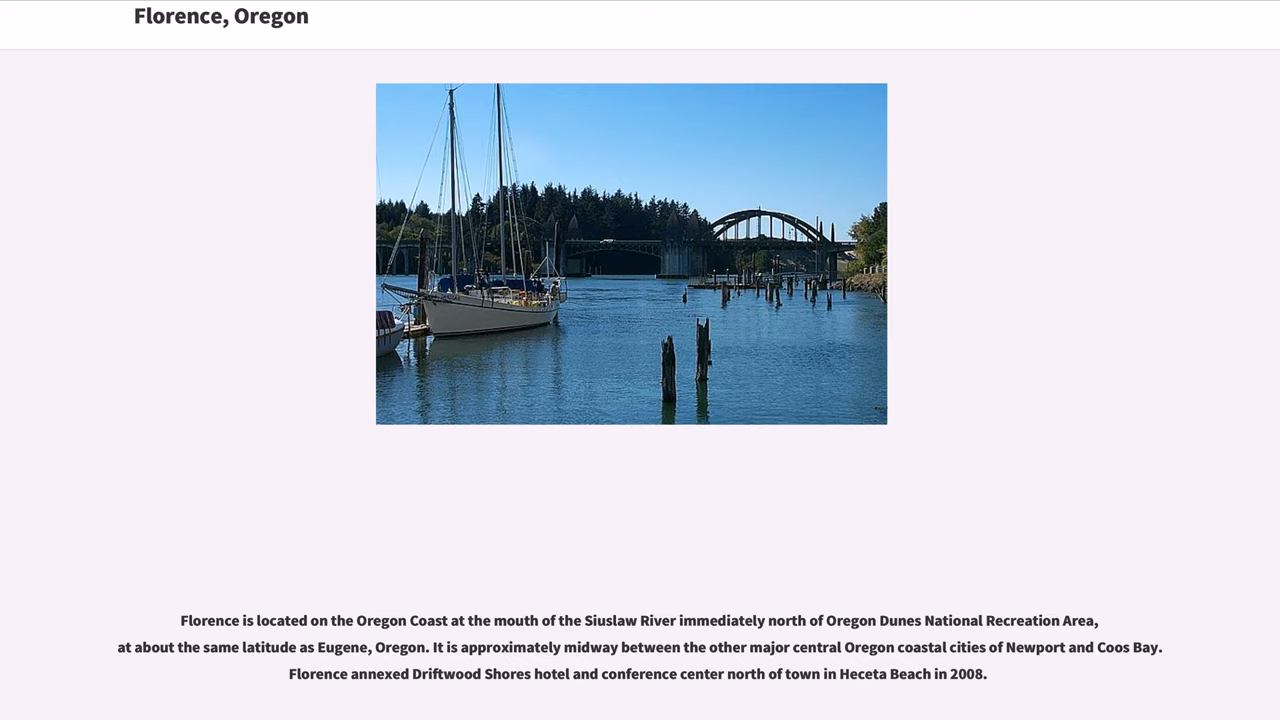 Florence, Oregon
Florence is located on the Oregon Coast at the mouth of the Siuslaw River immediately north of Oregon Dunes National Recreation Area,
at about the same latitude as Eugene, Oregon. It is approximately midway between the other major central Oregon coastal cities of Newport and Coos Bay.
Florence annexed Driftwood Shores hotel and conference center north of town in Heceta Beach in 2008.